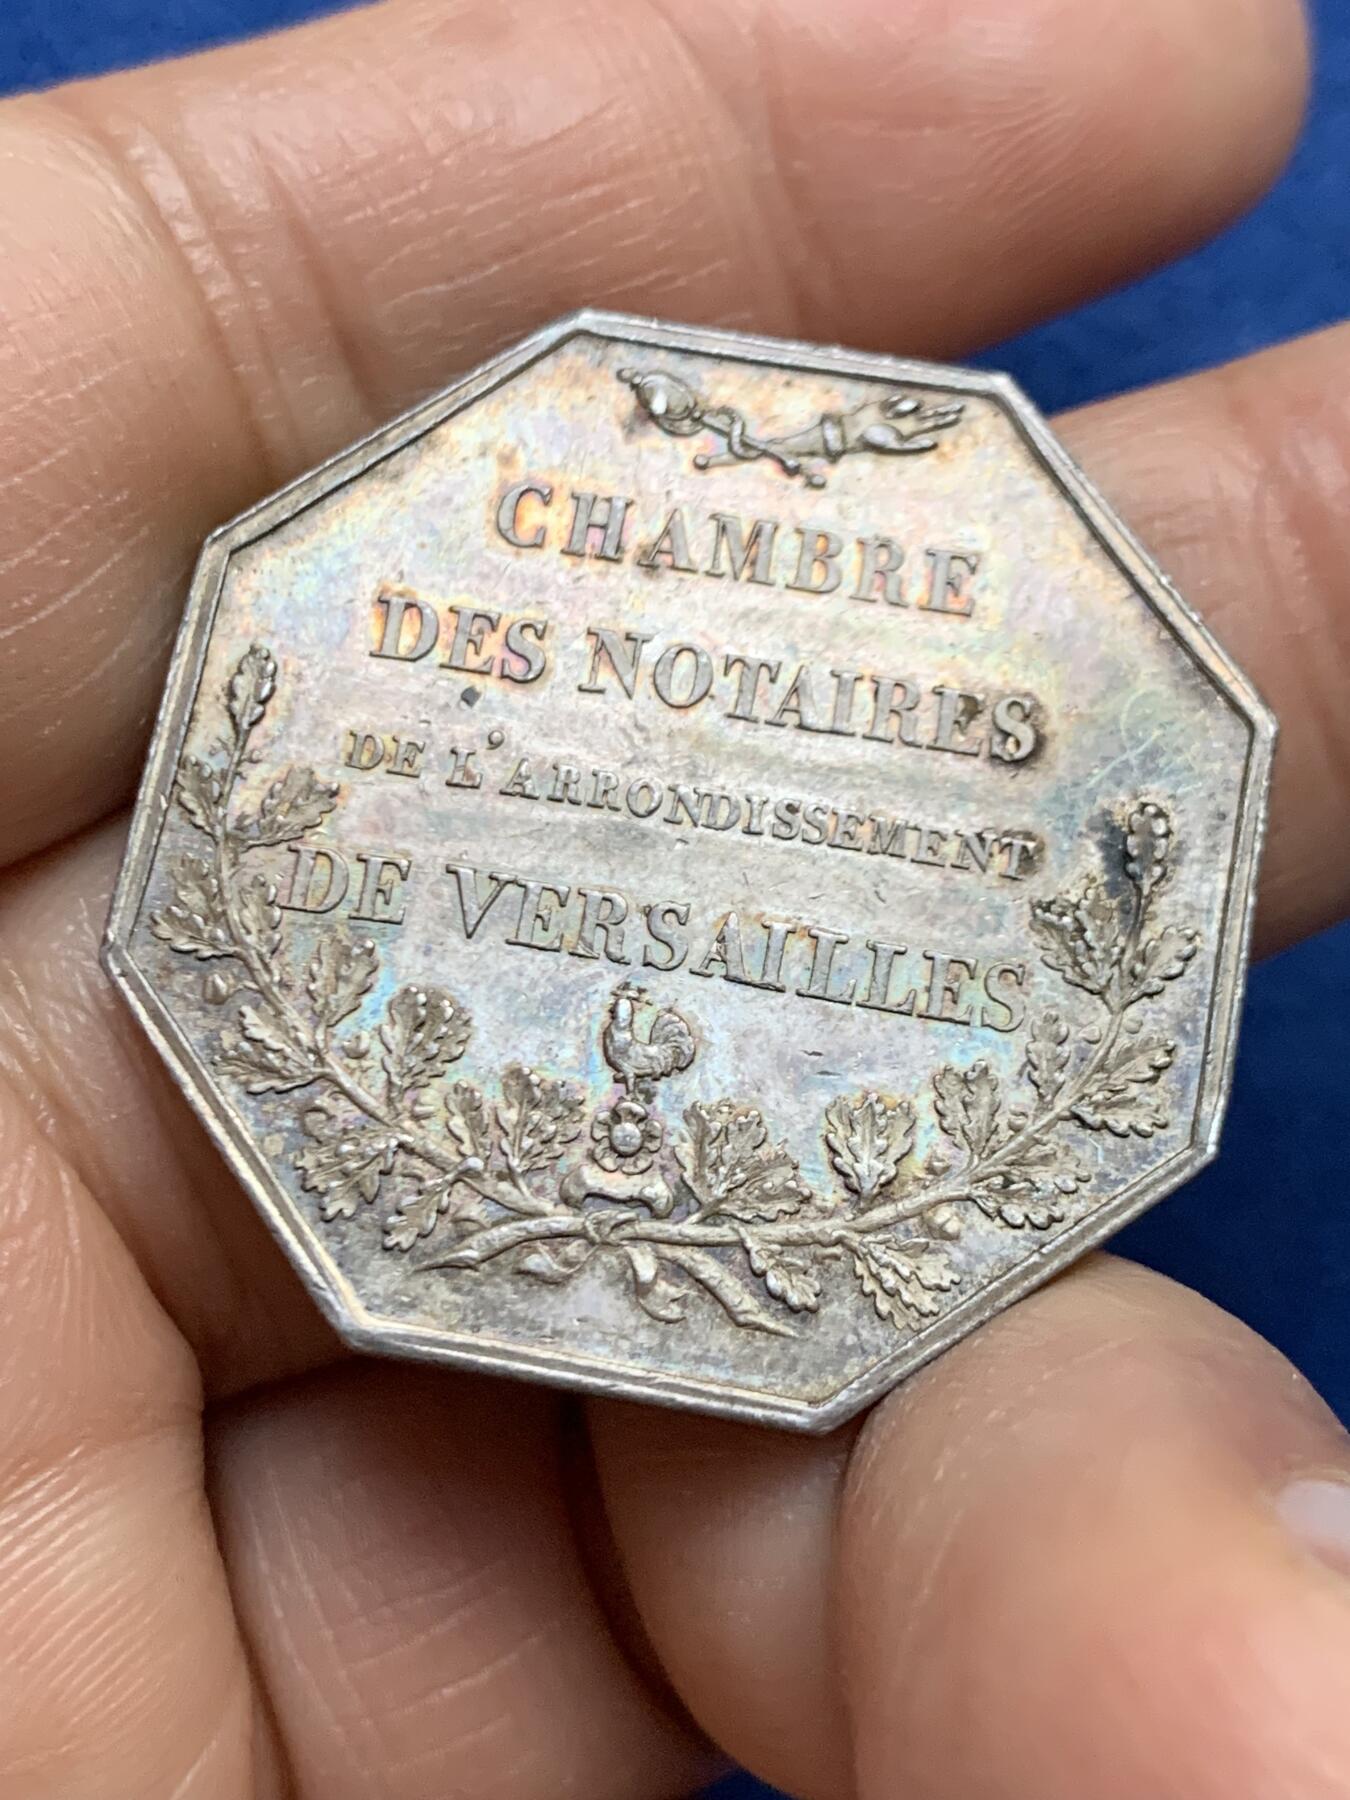 CHAMBRE
DES NOTAIRES
DE L'ARRONDISSEMENT
DE VERSAILLES